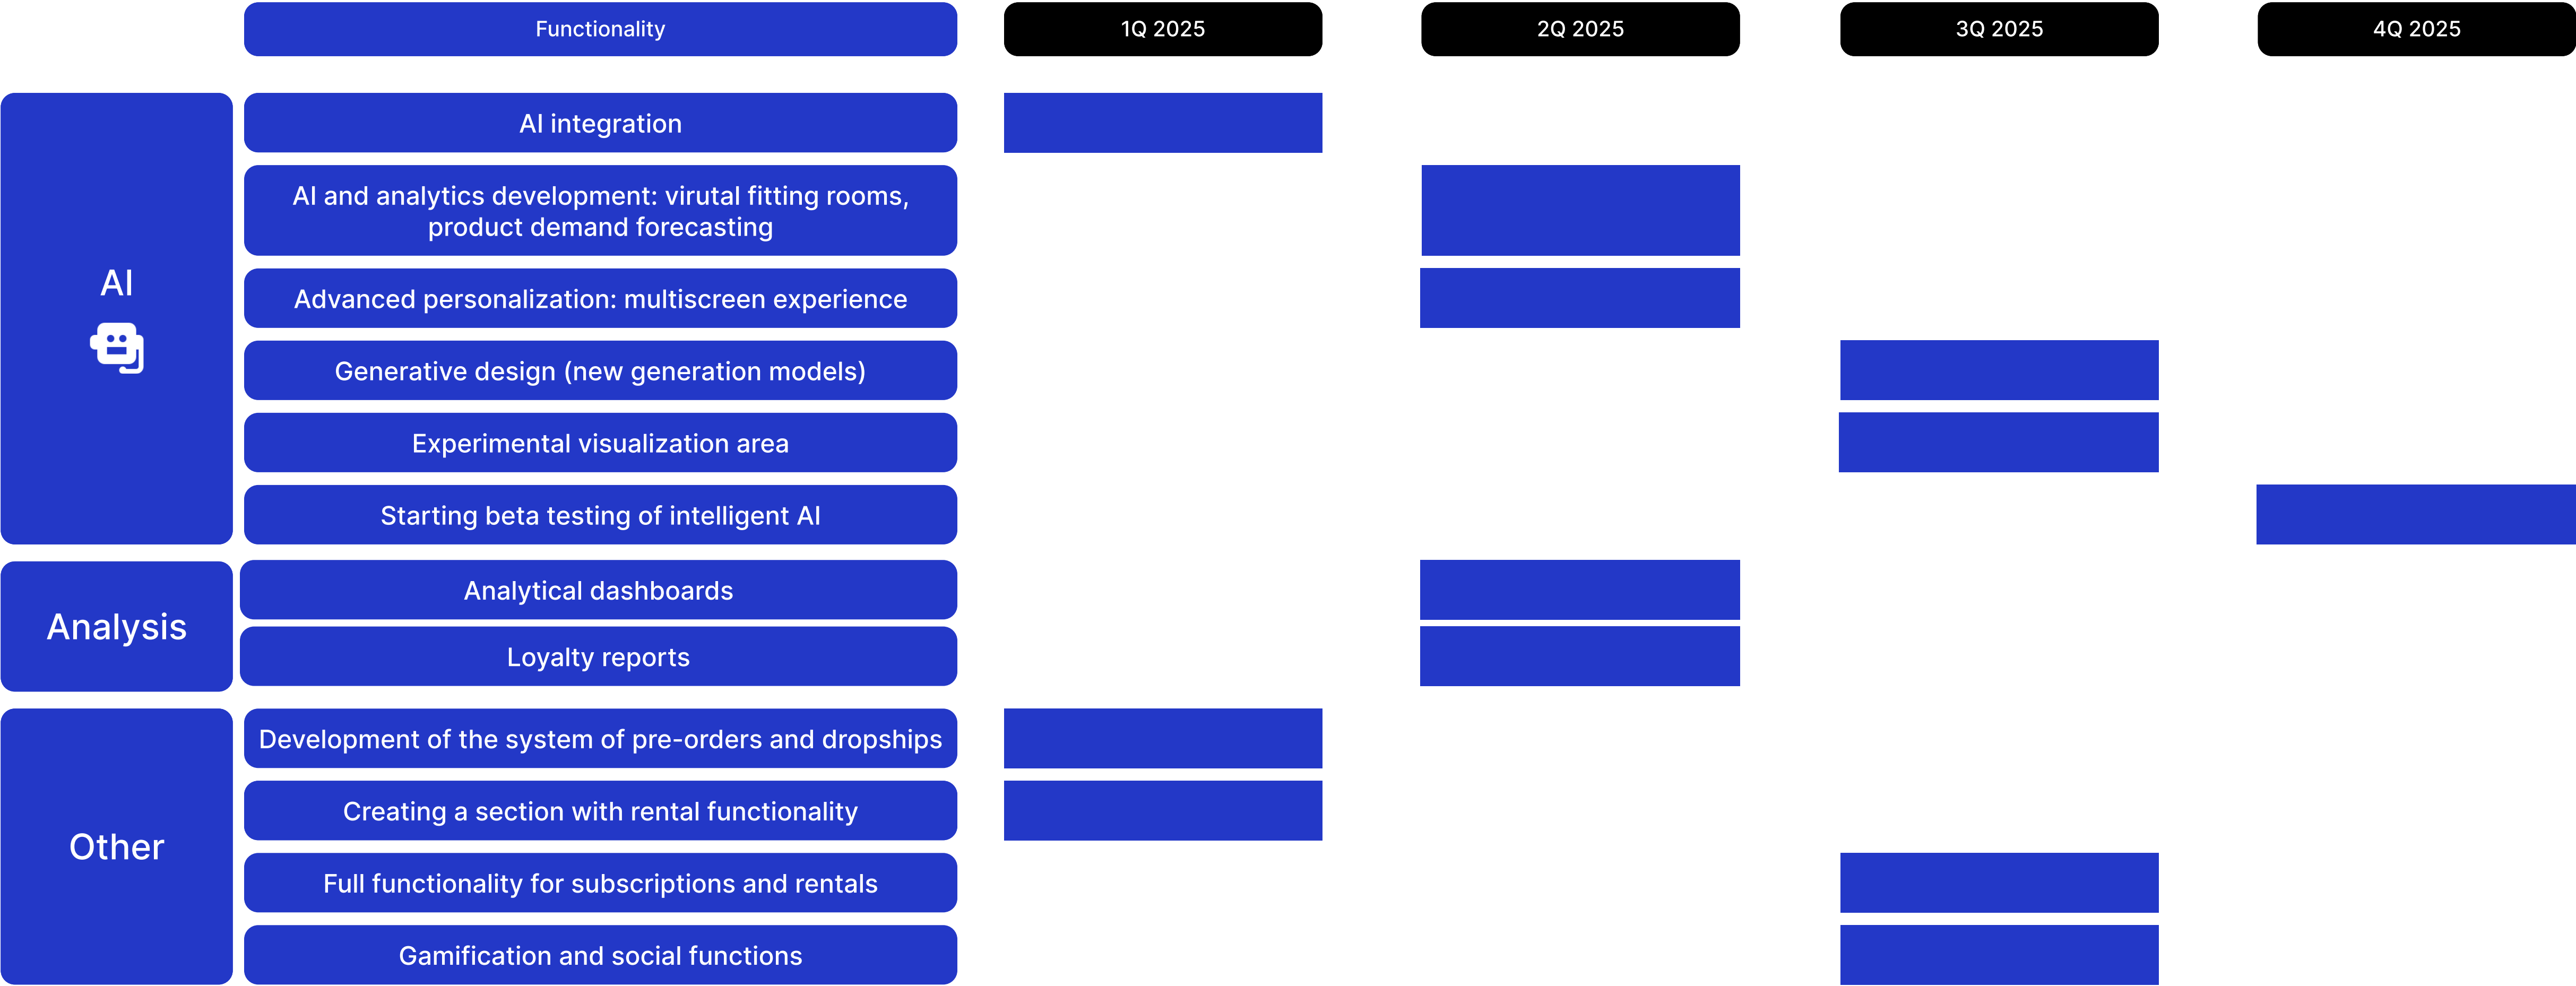 Functionality
1Q 2025
2Q 2025
3Q 2025
4Q 2025
AI
AI integration
AI and analytics development: virutal fitting rooms,
product demand forecasting
Advanced personalization: multiscreen experience
Generative design (new generation models)
Experimental visualization area
Starting beta testing of intelligent AI
Analysis
Analytical dashboards
Loyalty reports
Other
Development of the system of pre-orders and dropships
Creating a section with rental functionality
Full functionality for subscriptions and rentals
Gamification and social functions